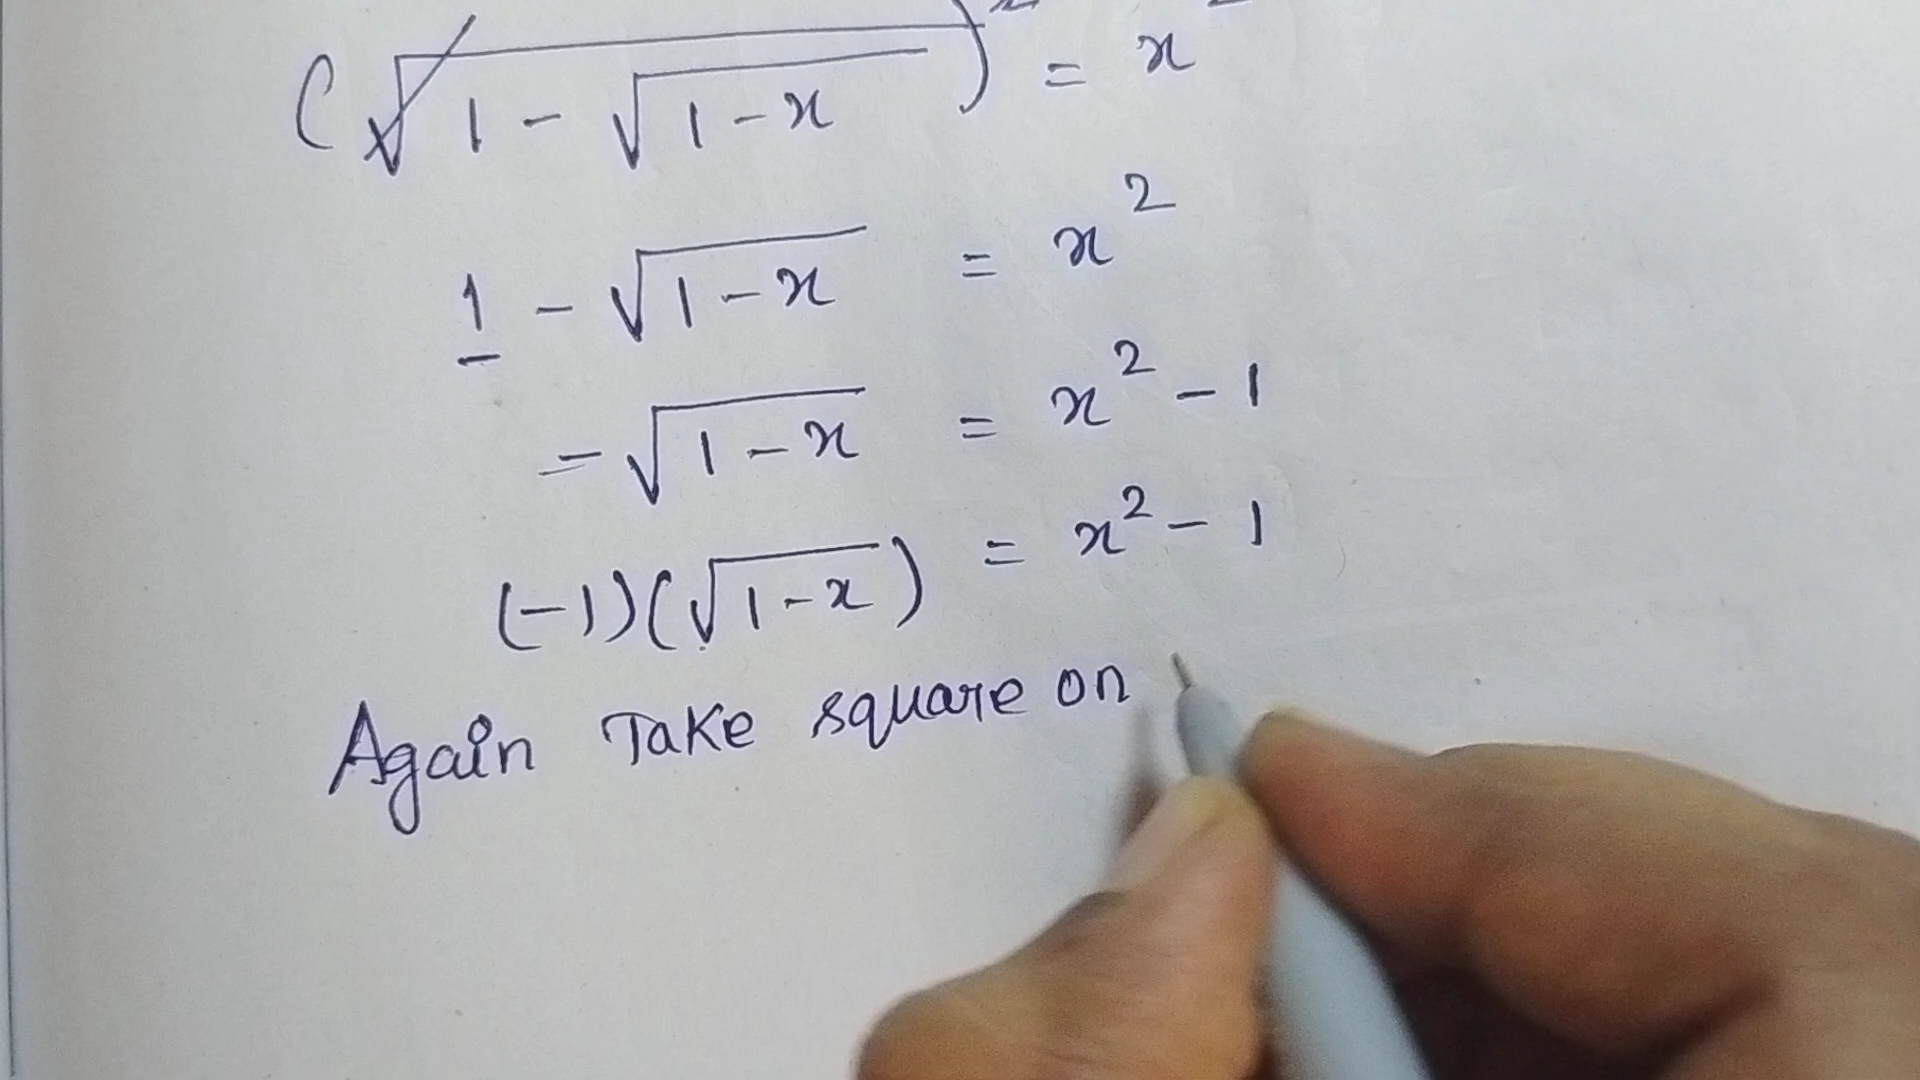 (√(1 - √(1 - x)))² = x²
1 - √(1 - x) = x²
- √(1 - x) = x² - 1
(-1)(√(1 - x)) = x² - 1
Again Take square on